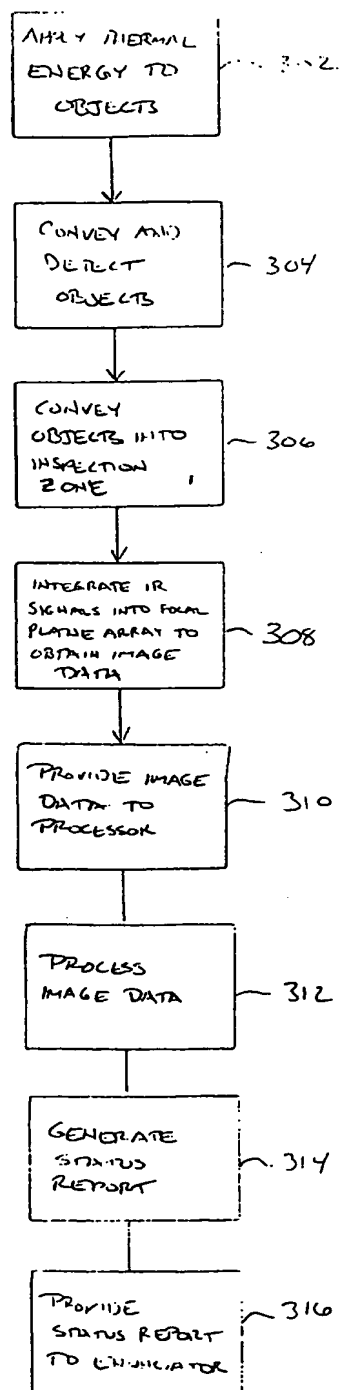 APPLY THERMAL
ENERGY TO
OBJECTS
CONVEY AND
DETECT
OBJECTS
304
CONVEY
OBJECTS INTO
INSPECTION
ZONE
306
INTEGRATE IR
SIGNALS INTO FOCAL
PLANE ARRAY TO
OBTAIN IMAGE
DATA
308
PROVIDE IMAGE
DATA TO
PROCESSOR
310
PROCESS
IMAGE DATA
312
GENERATE
STATUS
REPORT
314
PROVIDE
STATUS REPORT
TO ENUNCIATOR
316